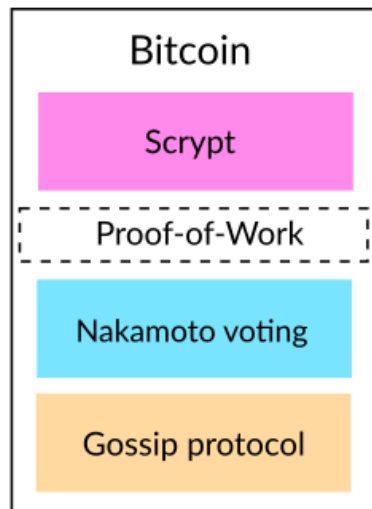 Bitcoin
Scrypt
Proof-of-Work
Nakamoto voting
Gossip protocol